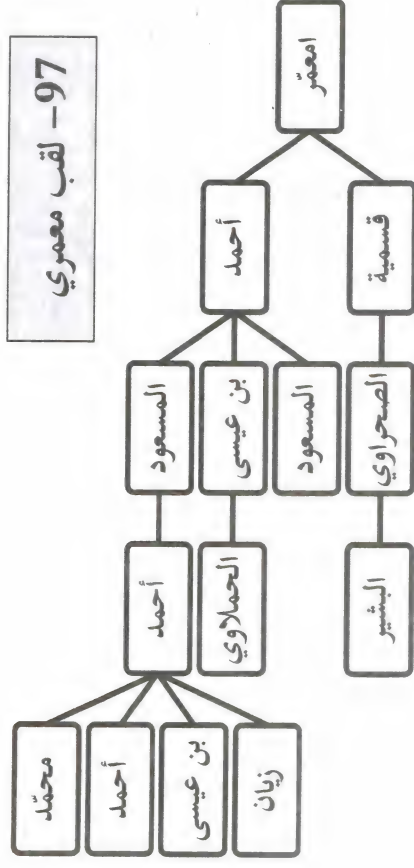 97- لقب معمري
امعمّر
أحمد
قسمية
المسعود
بن عيسى
المسعود
الصحراوي
أحمد
الحملاوي
البشير
محمّد
أحمد
بن عيسى
زيان